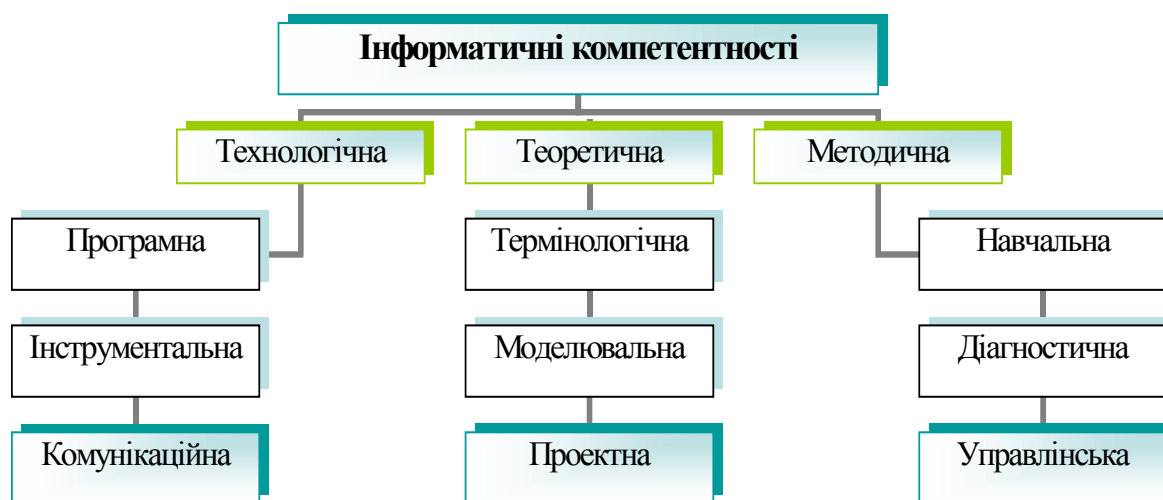 Інформатичні компетентності
Технологічна
Теоретична
Методична
Програмна
Термінологічна
Навчальна
Інструментальна
Моделювальна
Діагностична
Комунікаційна
Проектна
Управлінська